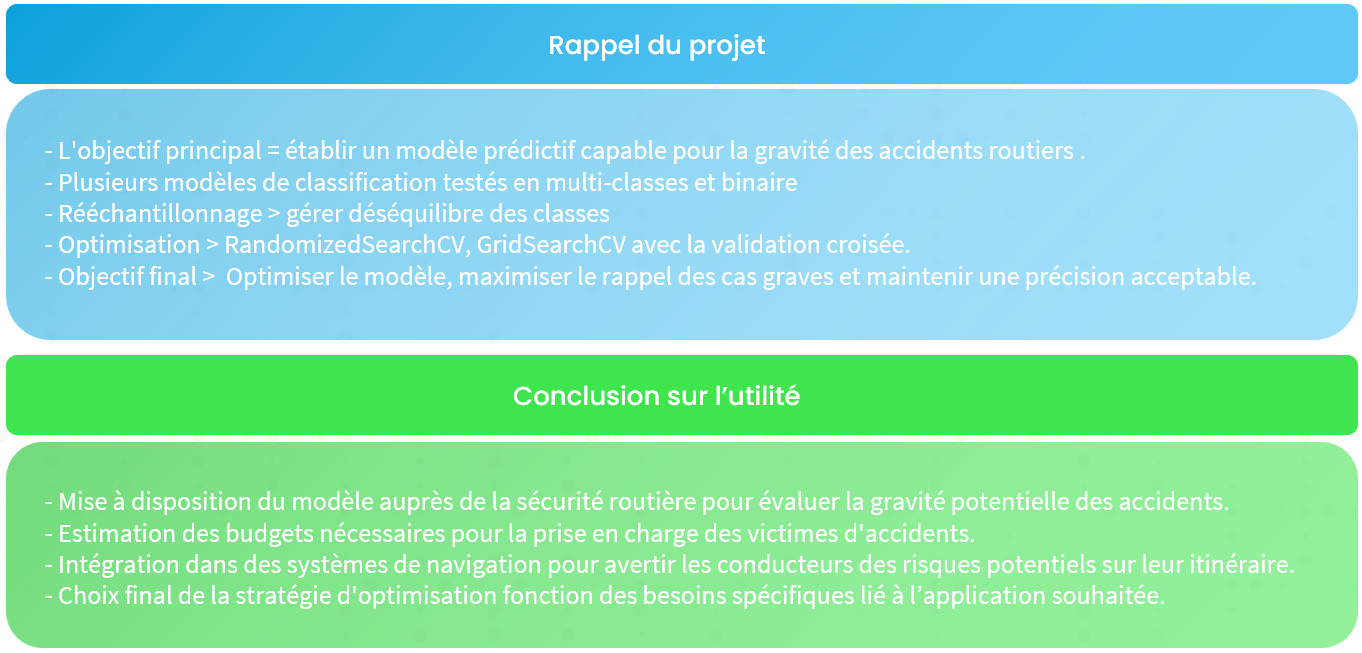 Rappel du projet
- L'objectif principal = établir un modèle prédictif capable pour la gravité des accidents routiers .
- Plusieurs modèles de classification testés en multi-classes et binaire
- Rééchantillonnage > gérer déséquilibre des classes
- Optimisation > RandomizedSearchCV, GridSearchCV avec la validation croisée.
- Objectif final >  Optimiser le modèle, maximiser le rappel des cas graves et maintenir une précision acceptable.
Conclusion sur l’utilité
- Mise à disposition du modèle auprès de la sécurité routière pour évaluer la gravité potentielle des accidents.
- Estimation des budgets nécessaires pour la prise en charge des victimes d'accidents.
- Intégration dans des systèmes de navigation pour avertir les conducteurs des risques potentiels sur leur itinéraire.
- Choix final de la stratégie d'optimisation fonction des besoins spécifiques lié à l’application souhaitée.